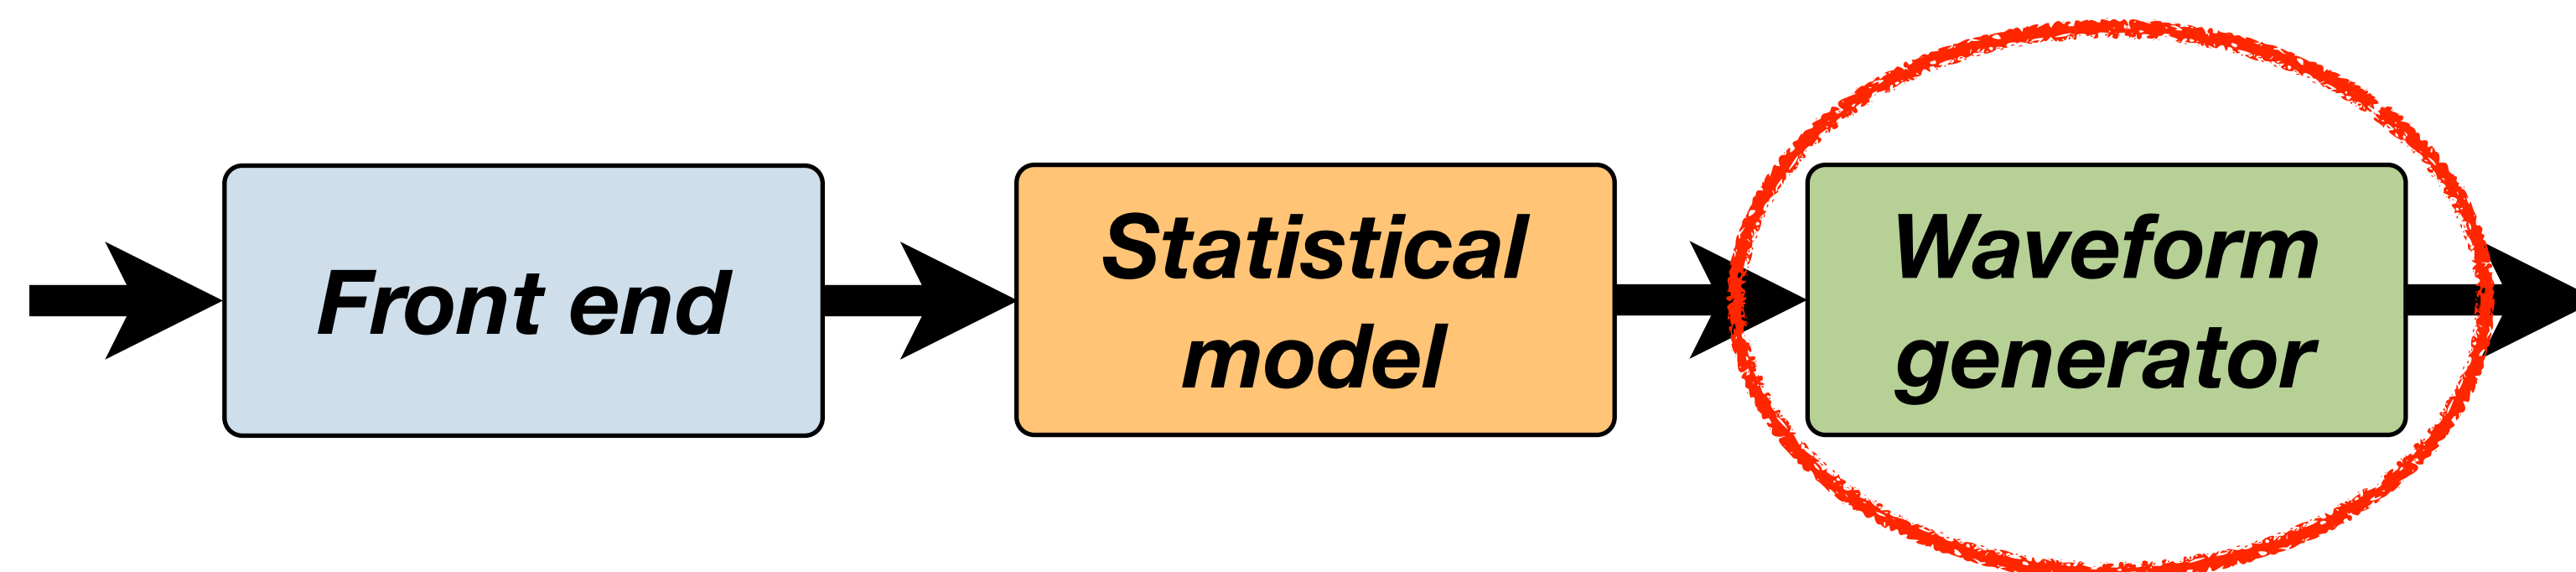 Front end
Statistical
model
Waveform
generator